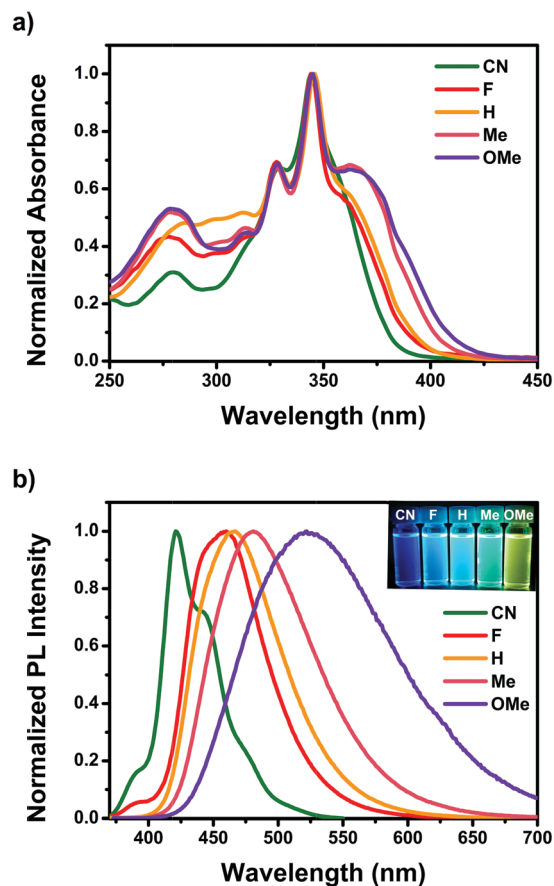 a)
Normalized Absorbance
1.0
0.8
0.6
0.4
0.2
0.0
CN
F
H
Me
OMe
250 300 350 400 450
Wavelength (nm)
b)
Normalized PL Intensity
1.0
0.8
0.6
0.4
0.2
0.0
CN F H Me OMe
CN
F
H
Me
OMe
400 450 500 550 600 650 700
Wavelength (nm)